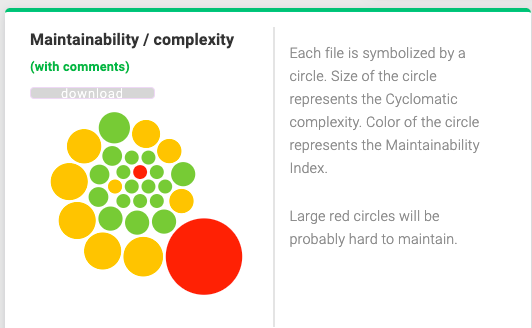 Maintainability / complexity
(with comments)
download
Each file is symbolized by a
circle. Size of the circle
represents the Cyclomatic
complexity. Color of the circle
represents the Maintainability
Index.
Large red circles will be
probably hard to maintain.